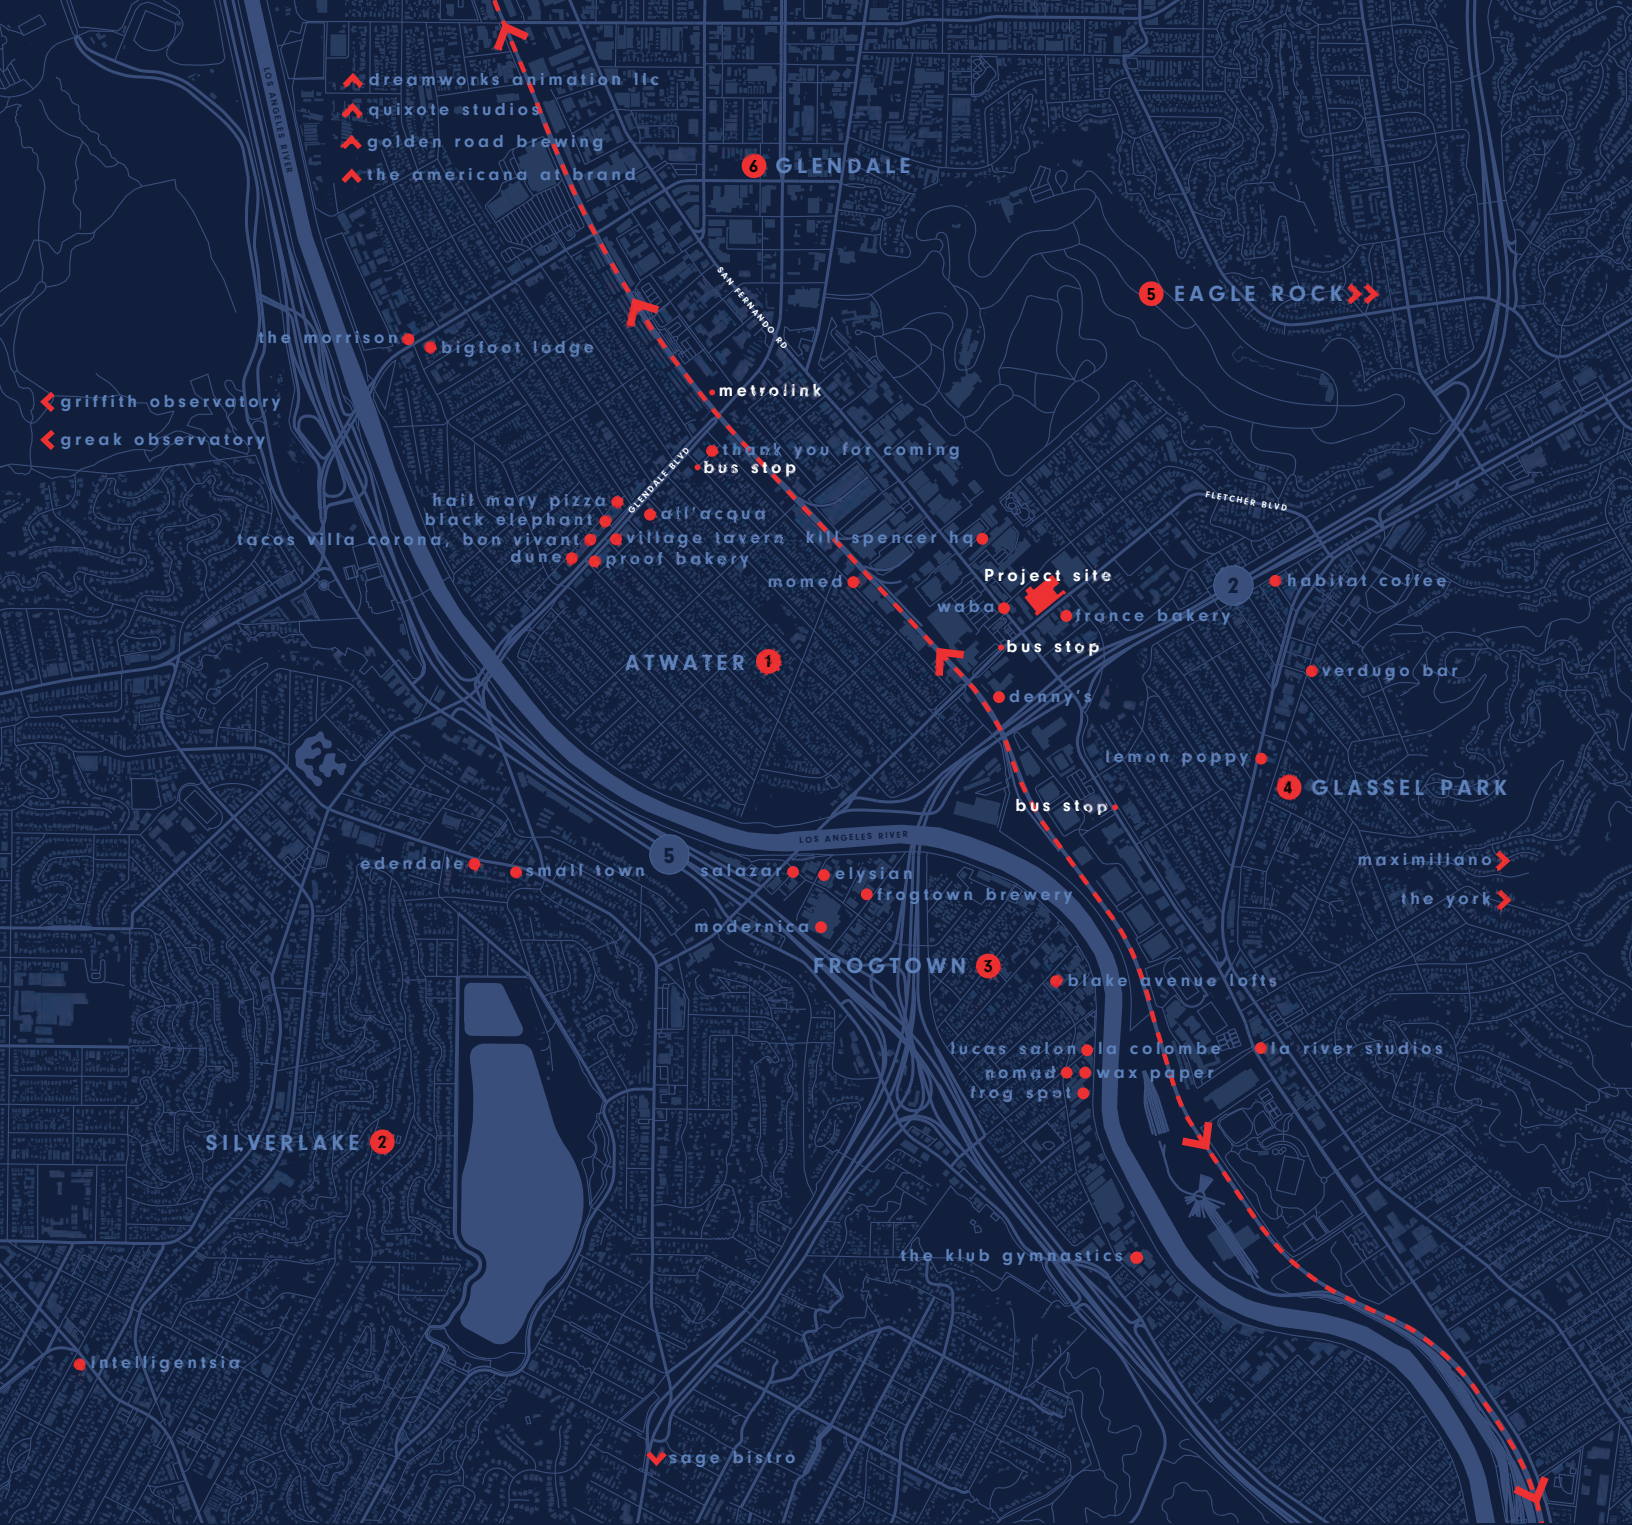 LOS ANGELES RIVER
dreamworks animation llc
quixote studios
golden road brewing
the americana at brand
6 GLENDALE
SAN FERNANDO RD
5 EAGLE ROCK
the morrison
bigfoot lodge
metrolink
griffith observatory
greak observatory
thank you for coming
bus stop
GLENDALE BLVD
FLETCHER BLVD
hail mary pizza
all'acqua
black elephant
tacos villa corona, bon vivant
village tavern
kill spencer hq
dune
proof bakery
momed
Project site
2
habitat coffee
waba
france bakery
bus stop
ATWATER 1
verdugo bar
denny's
lemon poppy
4 GLASSEL PARK
bus stop
LOS ANGELES RIVER
5
edendale
small town
salazar
elysian
maximillano
frogtown brewery
the york
modernica
FROGTOWN 3
blake avenue lofts
lucas salon
la colombe
la river studios
nomad
wax paper
frog spot
SILVERLAKE 2
the klub gymnastics
intelligentsia
sage bistro